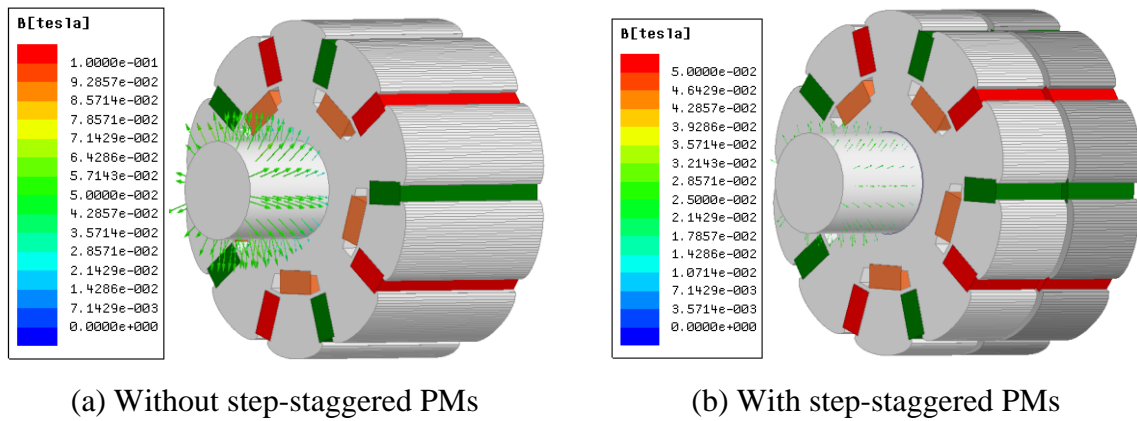 B[tesla]
1.0000e-001
9.2857e-002
8.5714e-002
7.8571e-002
7.1429e-002
6.4286e-002
5.7143e-002
5.0000e-002
4.2857e-002
3.5714e-002
2.8571e-002
2.1429e-002
1.4286e-002
7.1429e-003
0.0000e+000
B[tesla]
5.0000e-002
4.6429e-002
4.2857e-002
3.9286e-002
3.5714e-002
3.2143e-002
2.8571e-002
2.5000e-002
2.1429e-002
1.7857e-002
1.4286e-002
1.0714e-002
7.1429e-003
3.5714e-003
0.0000e+000
(a) Without step-staggered PMs
(b) With step-staggered PMs